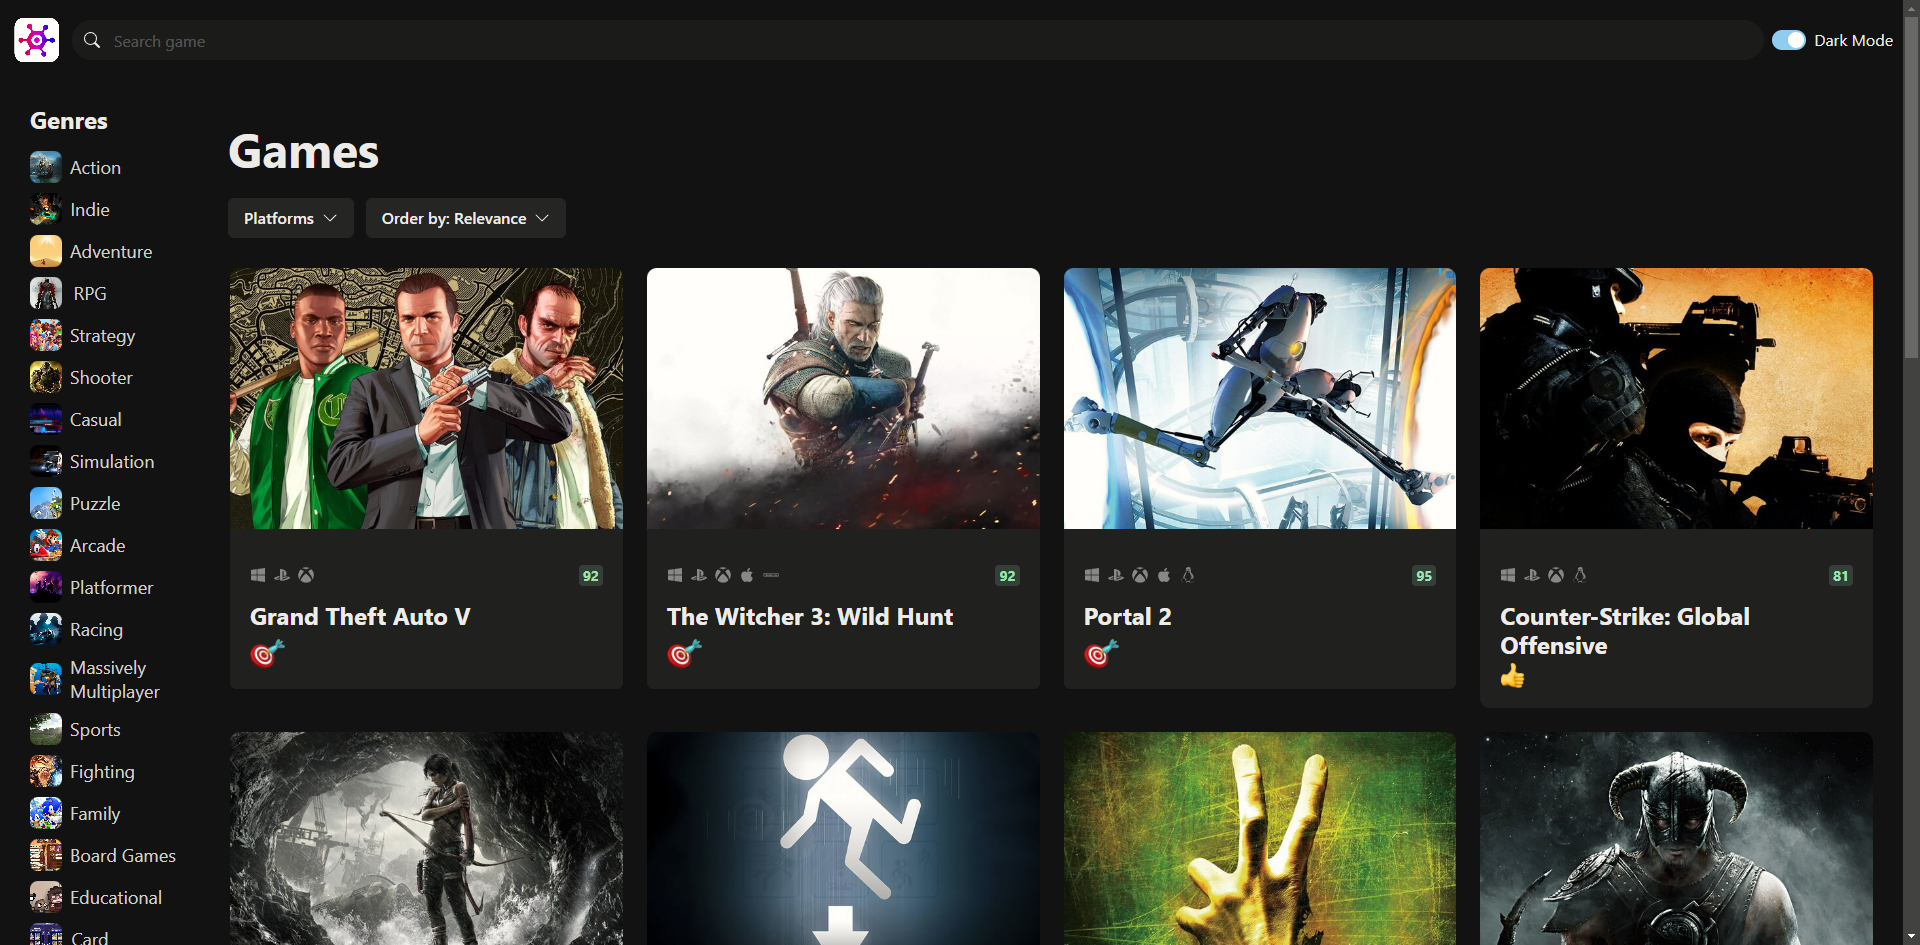 Search game
Dark Mode
Genres
Action
Indie
Adventure
RPG
Strategy
Shooter
Casual
Simulation
Puzzle
Arcade
Platformer
Racing
Massively
Multiplayer
Sports
Fighting
Family
Board Games
Educational
Card
Games
Platforms
Order by: Relevance
92
Grand Theft Auto V
92
The Witcher 3: Wild Hunt
95
Portal 2
81
Counter-Strike: Global
Offensive